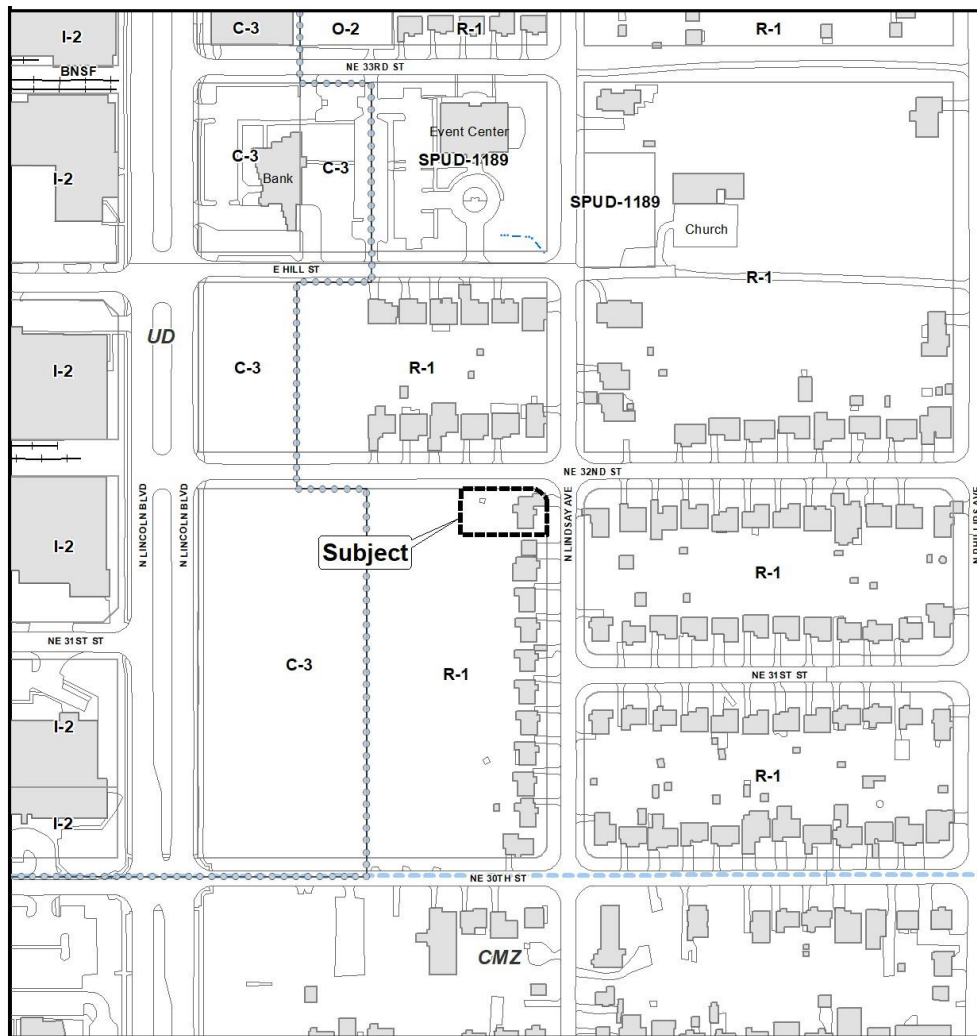 I-2
C-3
O-2
R-1
R-1
BNSF
NE 33RD ST
Event Center
C-3
C-3
SPUD-1189
Bank
I-2
SPUD-1189
Church
E HILL ST
R-1
UD
I-2
C-3
R-1
NE 32ND ST
N LINCOLN BLVD
N LINCOLN BLVD
N LINDSAY AVE
N PHILLIPS AVE
I-2
Subject
R-1
NE 31ST ST
C-3
R-1
NE 31ST ST
I-2
R-1
I-2
NE 30TH ST
CMZ